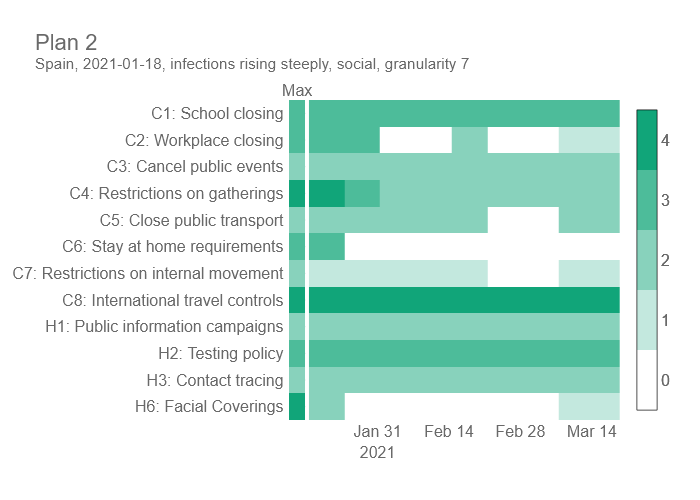 Plan 2
Spain, 2021-01-18, infections rising steeply, social, granularity 7
Max
C1: School closing
C2: Workplace closing
C3: Cancel public events
C4: Restrictions on gatherings
C5: Close public transport
C6: Stay at home requirements
C7: Restrictions on internal movement
C8: International travel controls
H1: Public information campaigns
H2: Testing policy
H3: Contact tracing
H6: Facial Coverings
4
3
2
1
0
Jan 31 Feb 14 Feb 28 Mar 14
2021